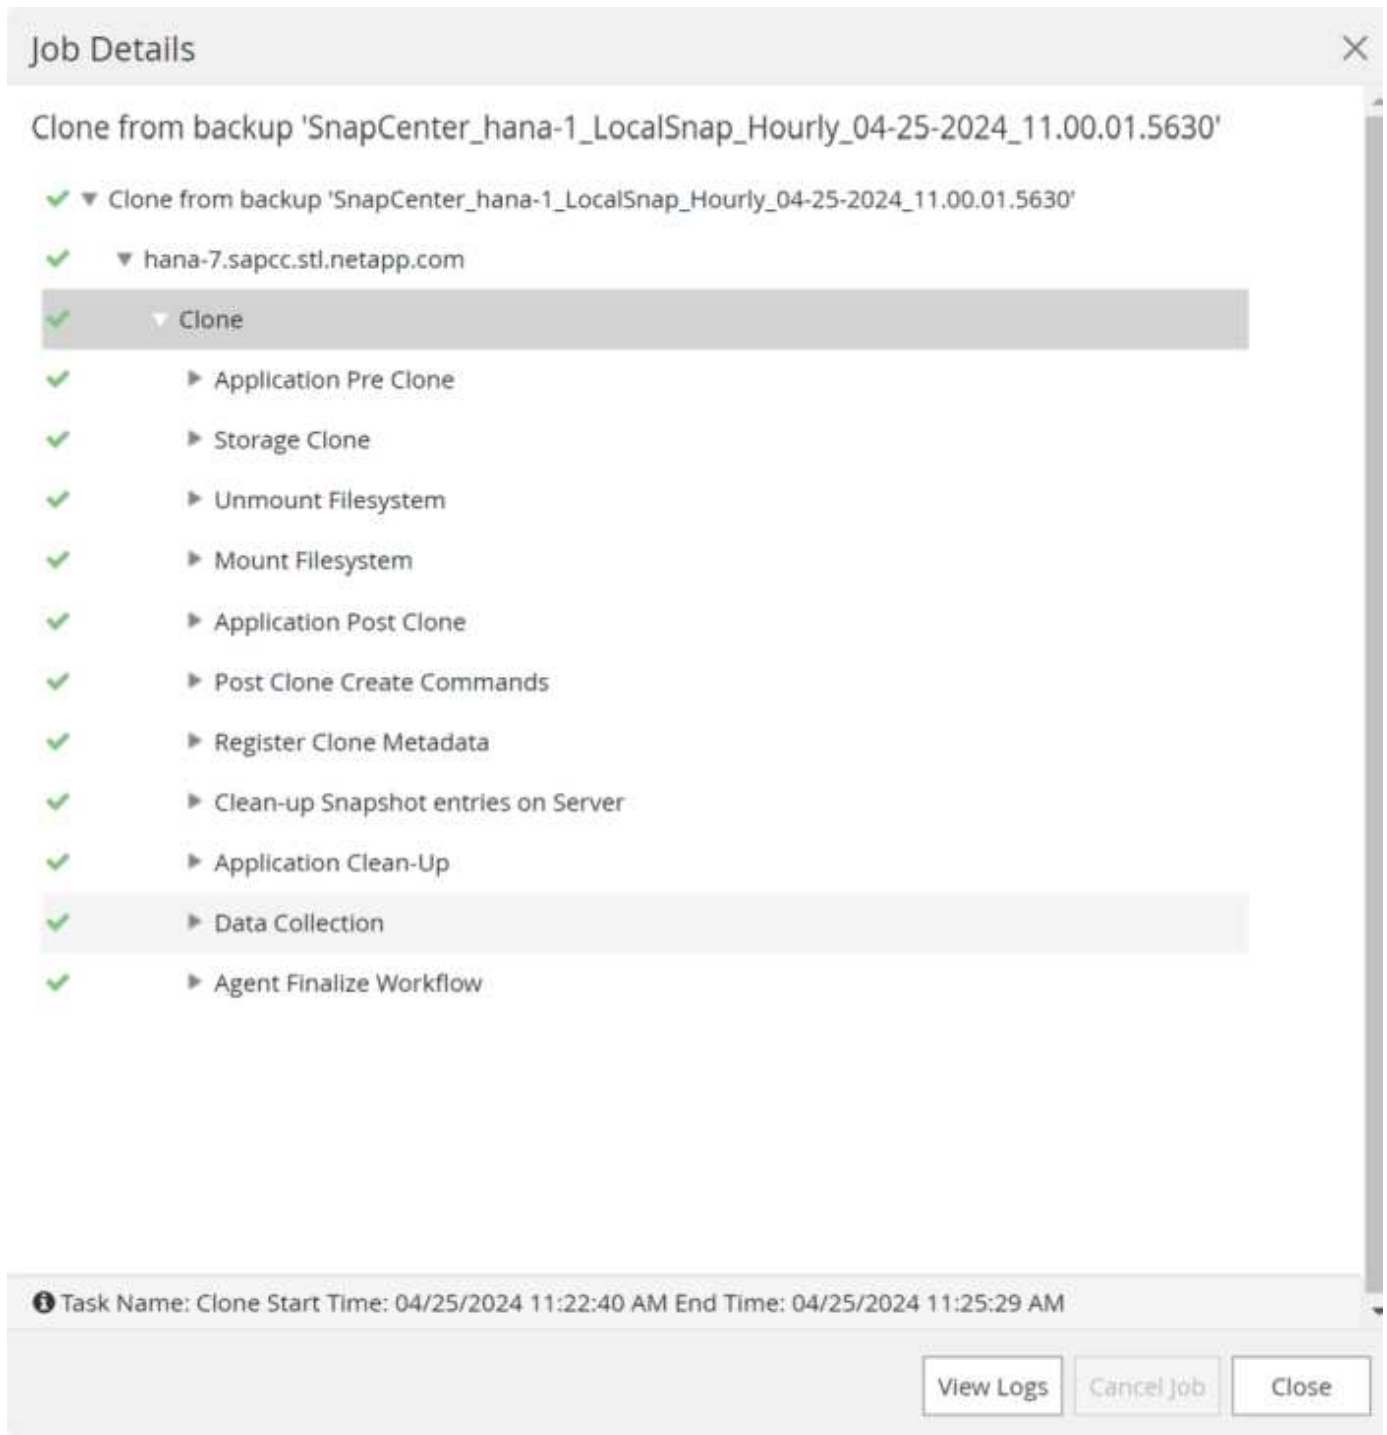 Job Details
Clone from backup 'SnapCenter_hana-1_LocalSnap_Hourly_04-25-2024_11.00.01.5630'
Clone from backup 'SnapCenter_hana-1_LocalSnap_Hourly_04-25-2024_11.00.01.5630'
hana-7.sapcc.stl.netapp.com
Clone
Application Pre Clone
Storage Clone
Unmount Filesystem
Mount Filesystem
Application Post Clone
Post Clone Create Commands
Register Clone Metadata
Clean-up Snapshot entries on Server
Application Clean-Up
Data Collection
Agent Finalize Workflow
Task Name: Clone Start Time: 04/25/2024 11:22:40 AM End Time: 04/25/2024 11:25:29 AM
View Logs Cancel Job Close